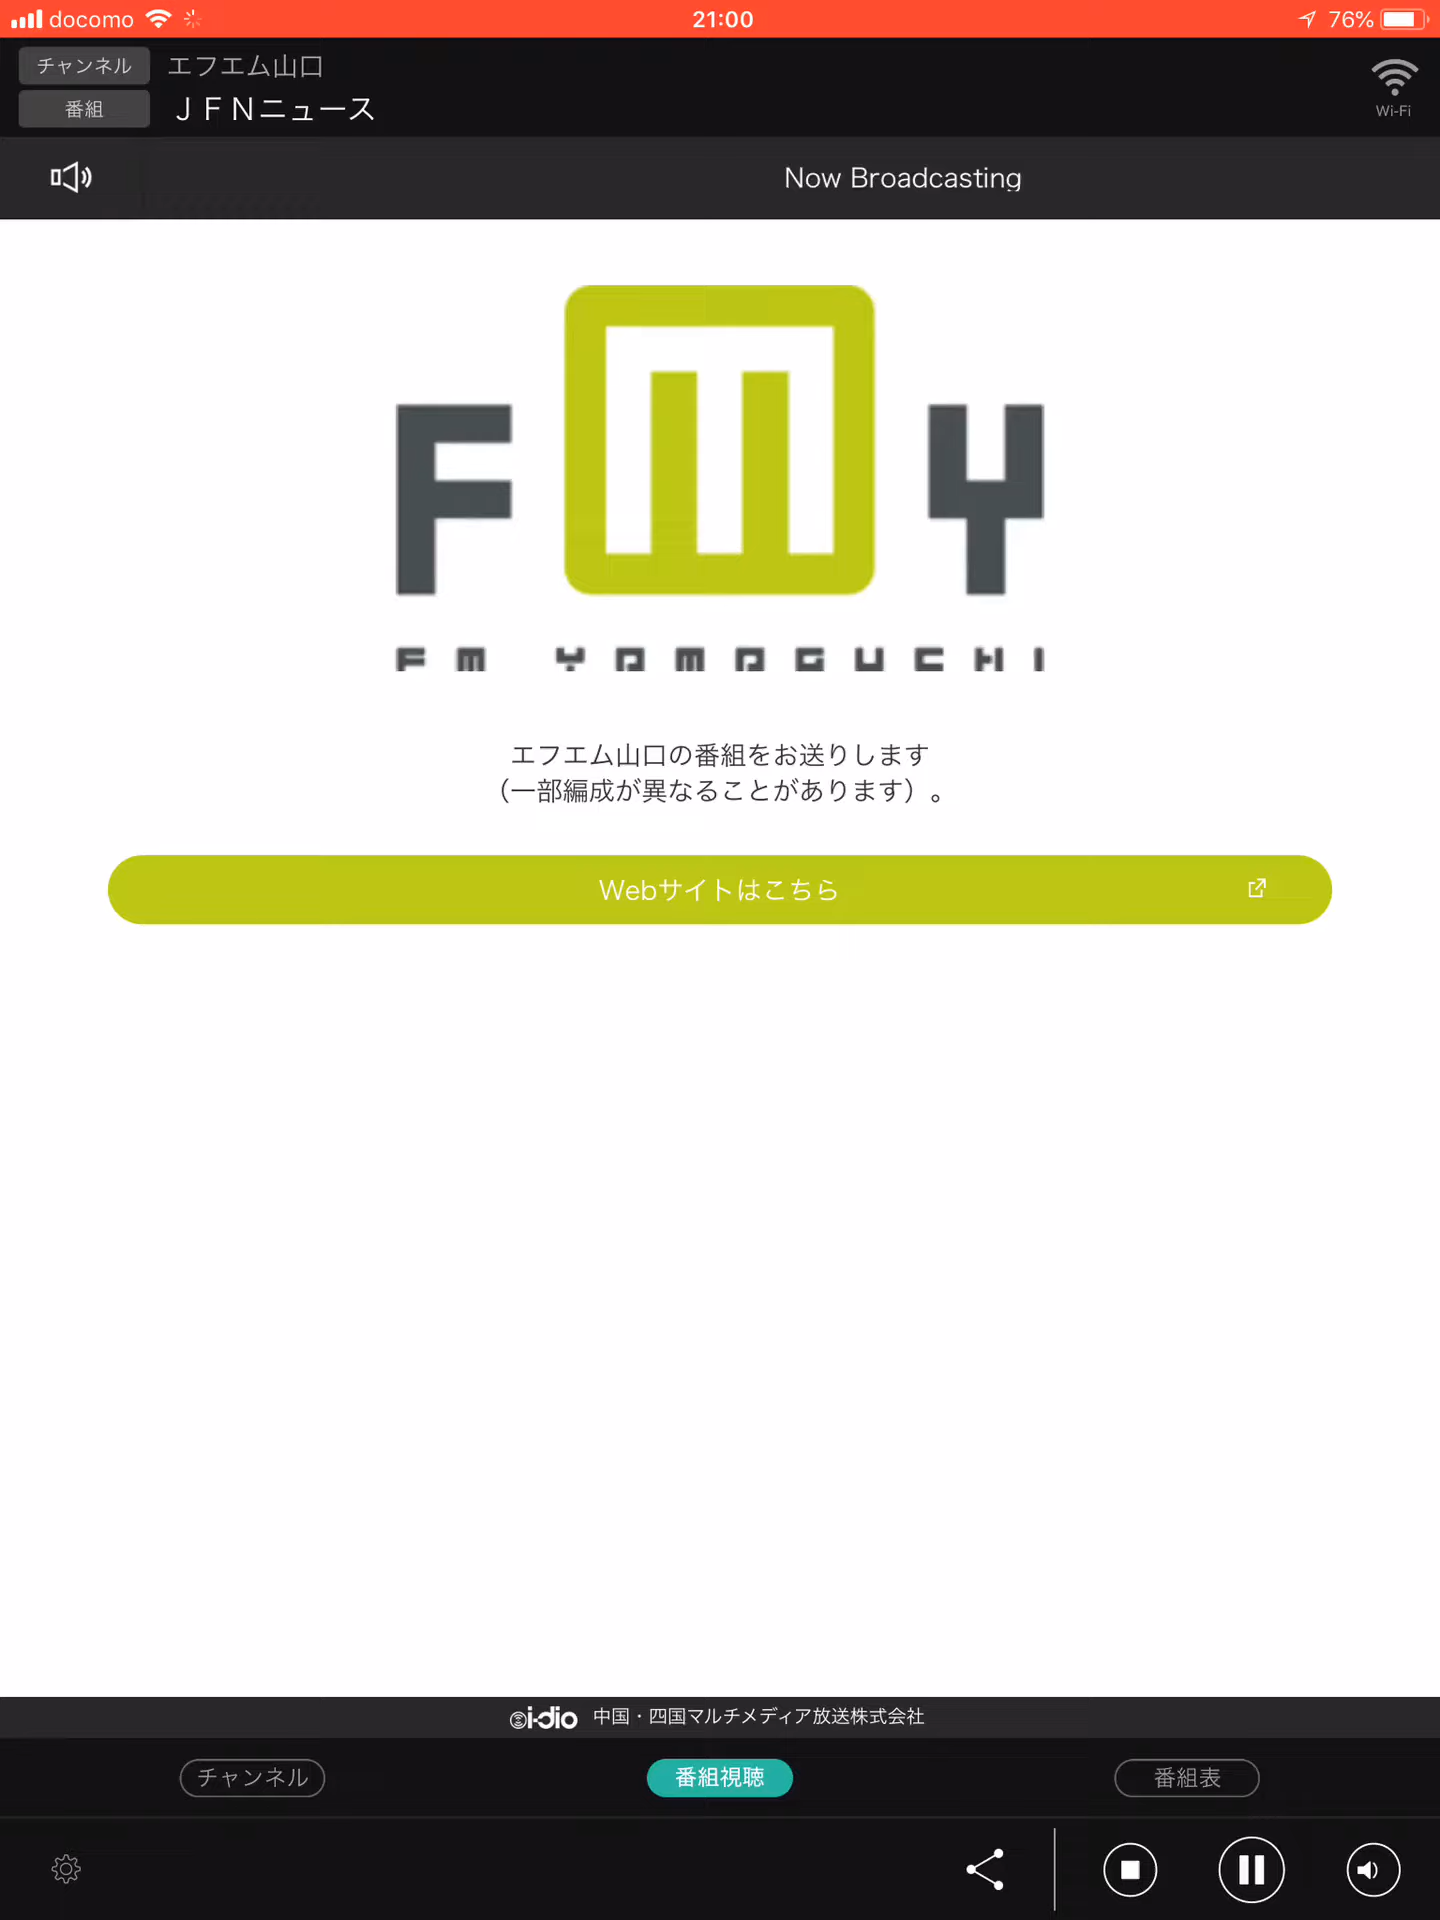 docomo 21:00 76%
チャンネル エフエム山口
番組 ＪＦＮニュース
Wi-Fi
Now Broadcasting
F M Y
FM YAMAGUCHI
エフエム山口の番組をお送りします
（一部編成が異なることがあります）。
Webサイトはこちら
i-dio 中国・四国マルチメディア放送株式会社
チャンネル 番組視聴 番組表